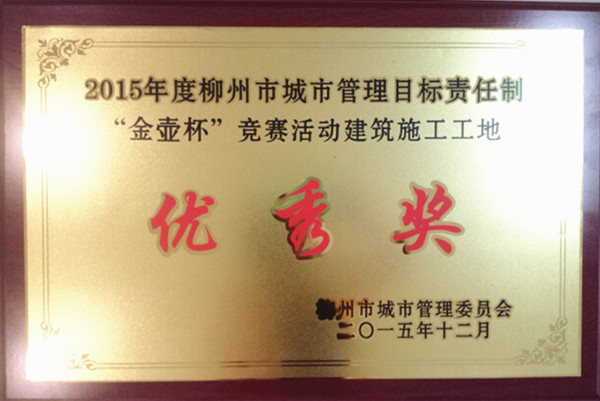 2015年度柳州市城市管理目标责任制
“金壶杯”竞赛活动建筑施工工地
优秀奖
柳州市城市管理委员会
二〇一五年十二月